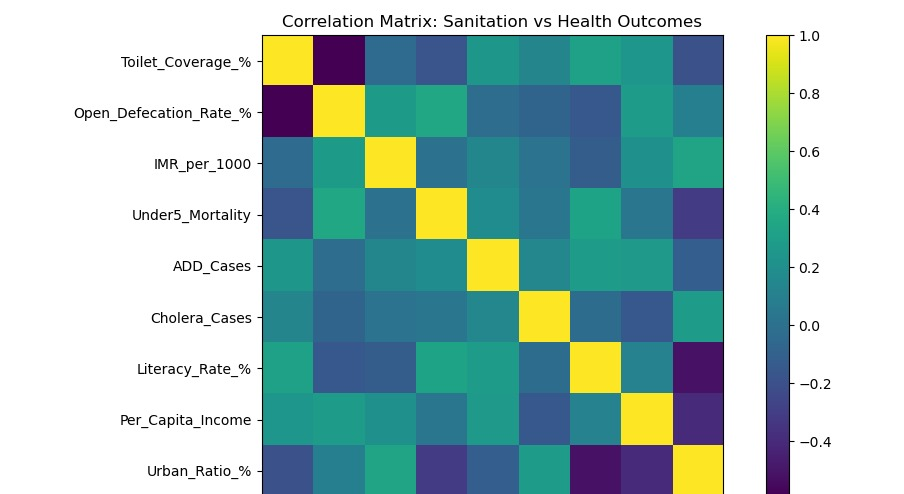 Correlation Matrix: Sanitation vs Health Outcomes
Toilet_Coverage_%
Open_Defecation_Rate_%
IMR_per_1000
Under5_Mortality
ADD_Cases
Cholera_Cases
Literacy_Rate_%
Per_Capita_Income
Urban_Ratio_%
1.0
0.8
0.6
0.4
0.2
0.0
−0.2
−0.4